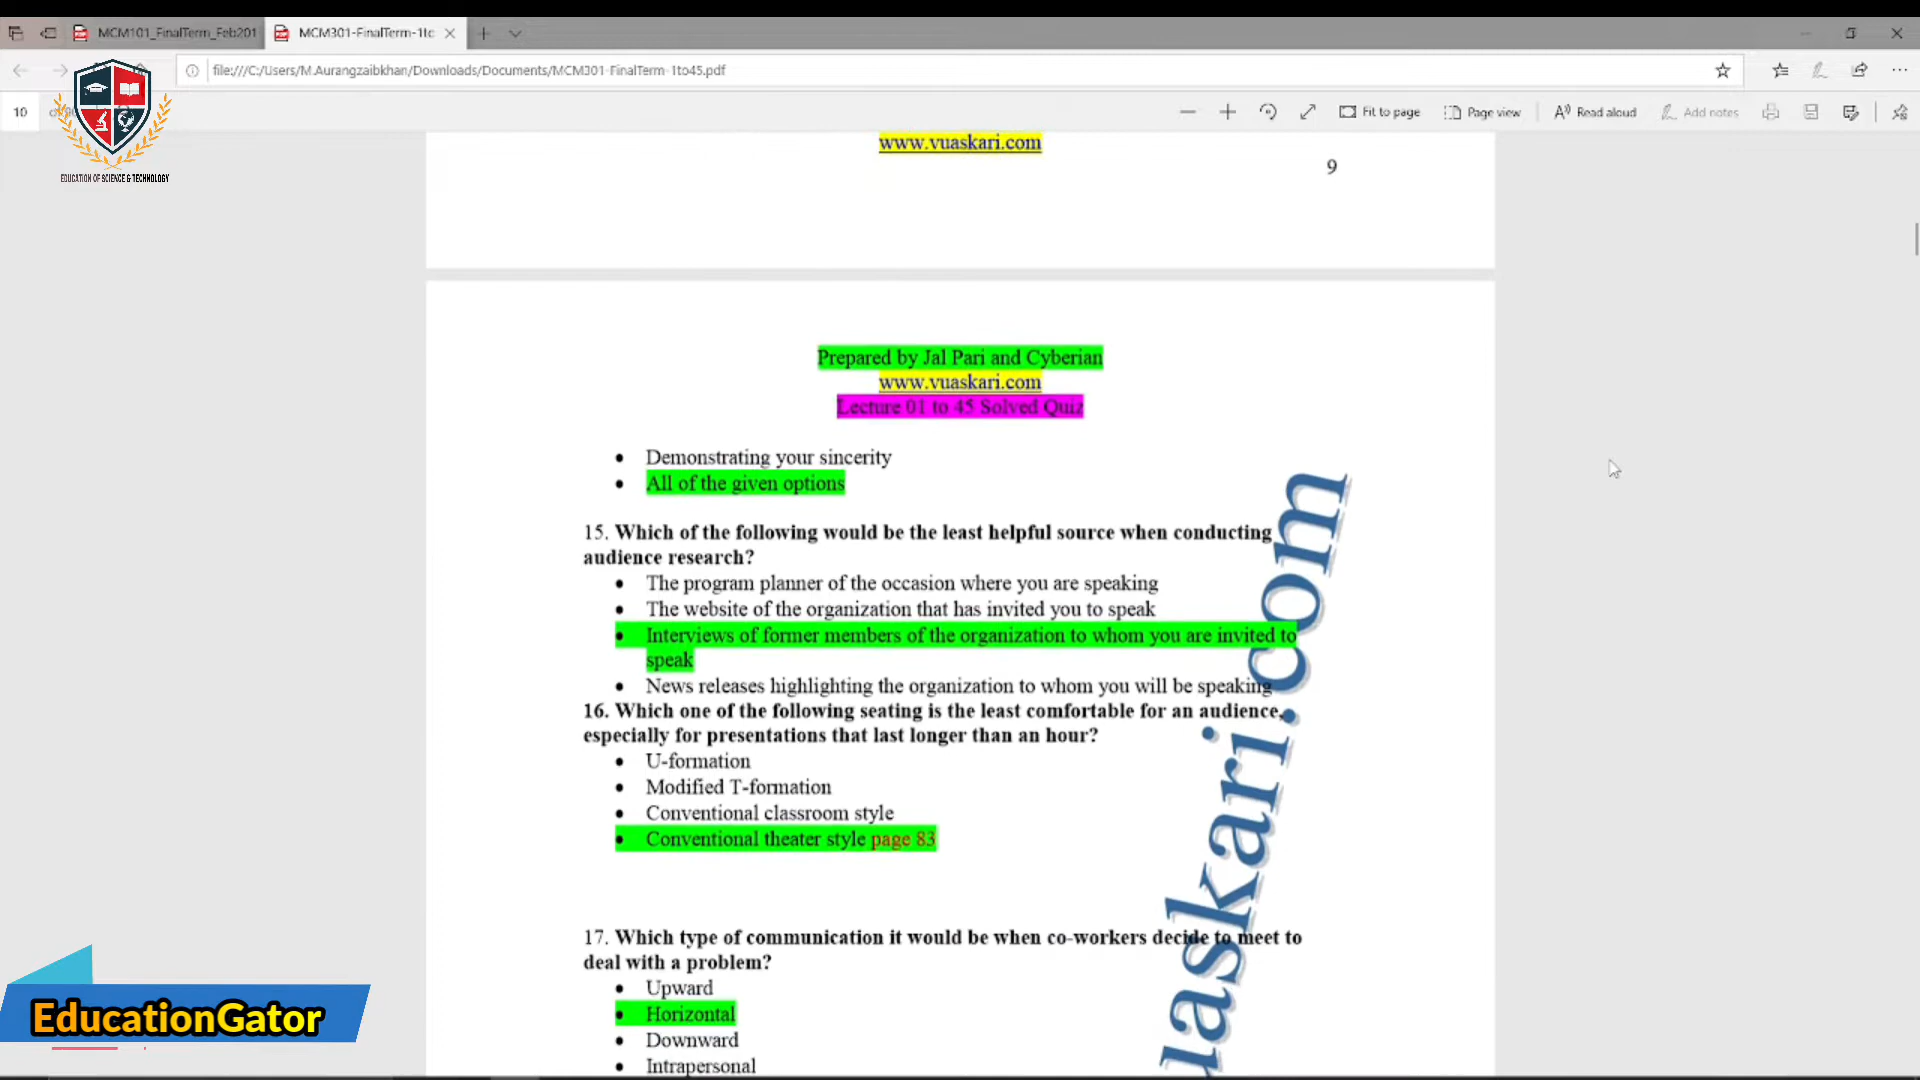 MCM101_FinalTerm_Feb201
MCM301-FinalTerm-1to
file:///C:/Users/M.Aurangzaibkhan/Downloads/Documents/MCM301-FinalTerm-1to45.pdf
10
Fit to page
Page view
Read aloud
Add notes
EDUCATION OF SCIENCE & TECHNOLOGY
www.vuaskari.com
9
Prepared by Jal Pari and Cyberian
www.vuaskari.com
Lecture 01 to 45 Solved Quiz
• Demonstrating your sincerity
• All of the given options
15. Which of the following would be the least helpful source when conducting
audience research?
• The program planner of the occasion where you are speaking
• The website of the organization that has invited you to speak
• Interviews of former members of the organization to whom you are invited to
speak
• News releases highlighting the organization to whom you will be speaking
16. Which one of the following seating is the least comfortable for an audience,
especially for presentations that last longer than an hour?
• U-formation
• Modified T-formation
• Conventional classroom style
• Conventional theater style page 83
17. Which type of communication it would be when co-workers decide to meet to
deal with a problem?
• Upward
• Horizontal
• Downward
• Intrapersonal
uaskari.com
EducationGator